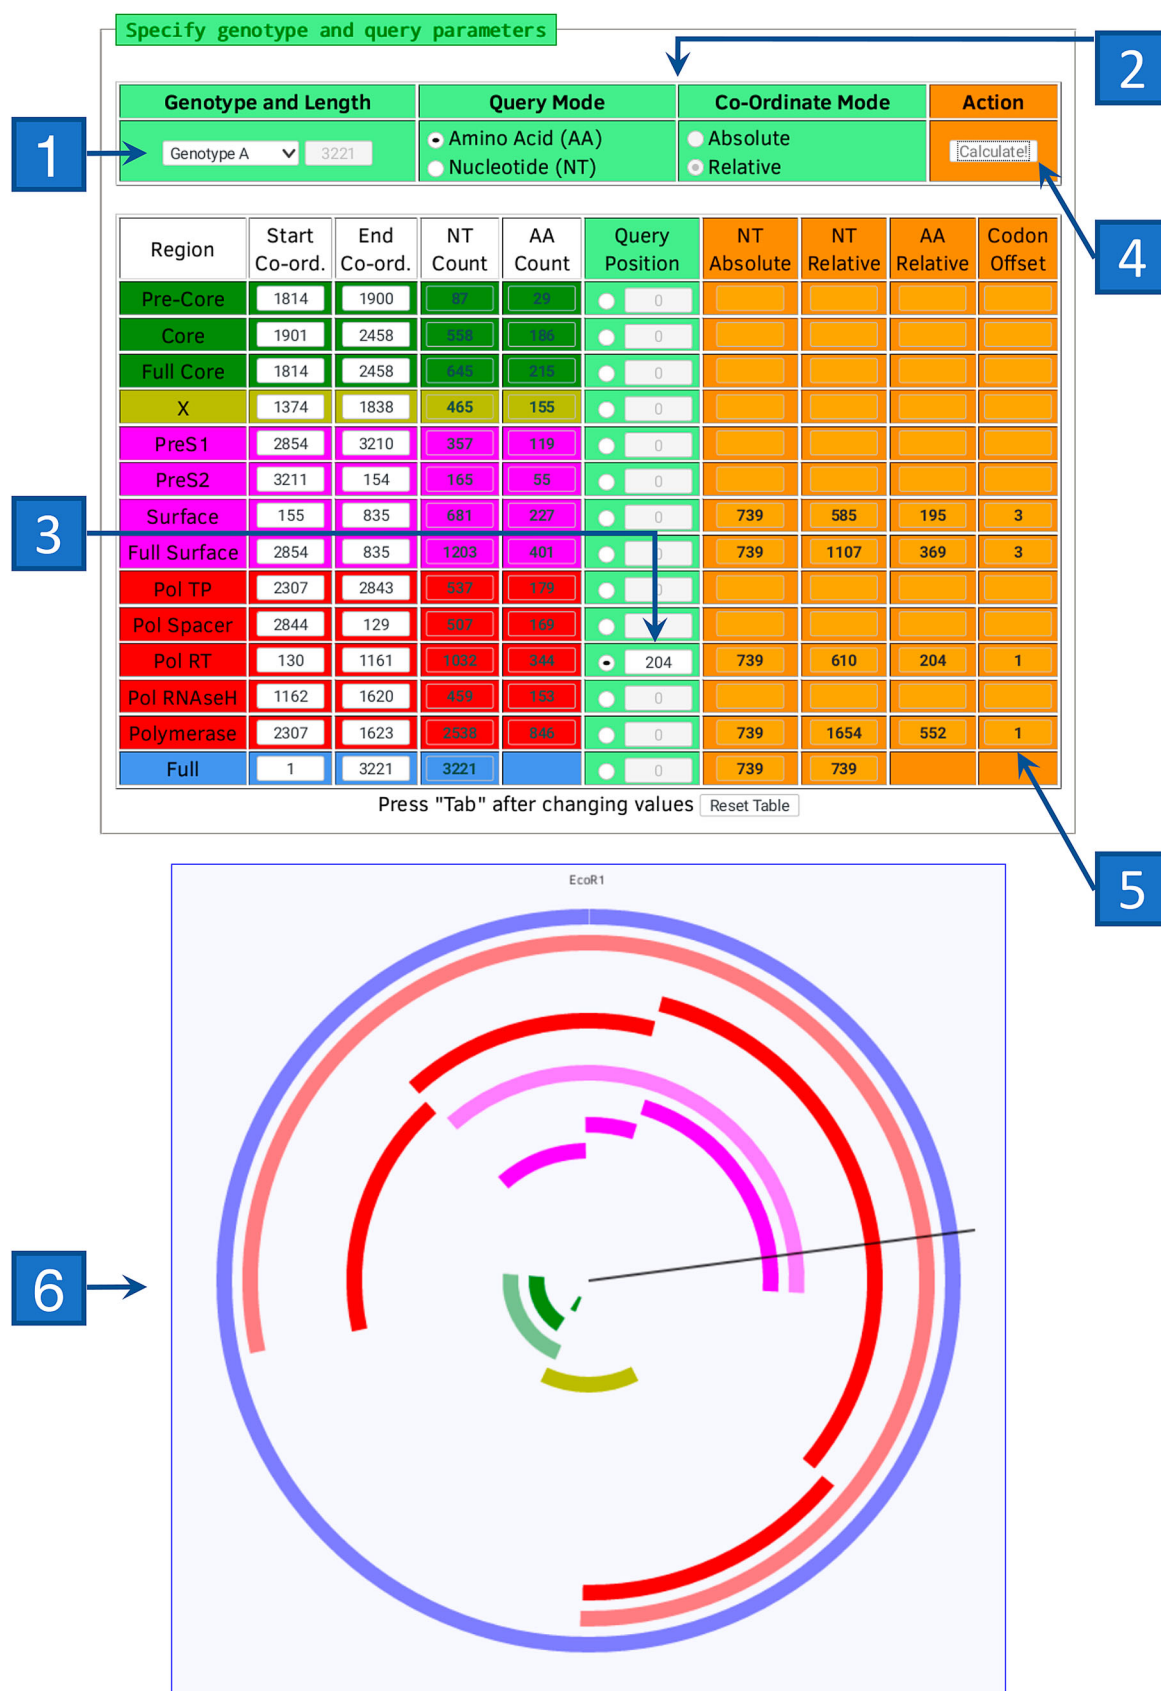 Specify genotype and query parameters
2
Genotype and Length Query Mode Co-Ordinate Mode Action
1
Genotype A 3221 Amino Acid (AA) Absolute Calculate!
Nucleotide (NT) Relative
4
Region Start Co-ord. End Co-ord. NT Count AA Count Query Position NT Absolute NT Relative AA Relative Codon Offset
Pre-Core 1814 1900 87 29 0
Core 1901 2458 558 186 0
Full Core 1814 2458 645 215 0
X 1374 1838 465 155 0
PreS1 2854 3210 357 119 0
PreS2 3211 154 165 55 0
Surface 155 835 681 227 0 739 585 195 3
3
Full Surface 2854 835 1203 401 0 739 1107 369 3
Pol TP 2307 2843 537 179 0
Pol Spacer 2844 129 507 169
Pol RT 130 1161 1032 344 204 739 610 204 1
Pol RNAseH 1162 1620 459 153 0
Polymerase 2307 1623 2538 846 0 739 1654 552 1
Full 1 3221 3221 0 739 739
Press "Tab" after changing values Reset Table
5
EcoR1
6